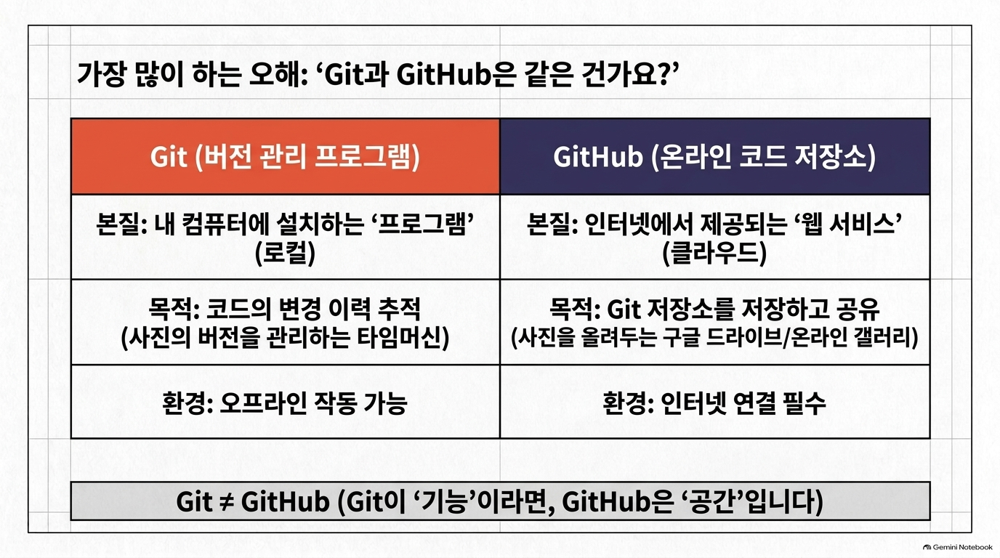 가장 많이 하는 오해: ‘Git과 GitHub은 같은 건가요?’
Git (버전 관리 프로그램)
GitHub (온라인 코드 저장소)
본질: 내 컴퓨터에 설치하는 ‘프로그램’
(로컬)
본질: 인터넷에서 제공되는 ‘웹 서비스’
(클라우드)
목적: 코드의 변경 이력 추적
(사진의 버전을 관리하는 타임머신)
목적: Git 저장소를 저장하고 공유
(사진을 올려두는 구글 드라이브/온라인 갤러리)
환경: 오프라인 작동 가능
환경: 인터넷 연결 필수
Git ≠ GitHub (Git이 ‘기능’이라면, GitHub은 ‘공간’입니다)
Gemini Notebook